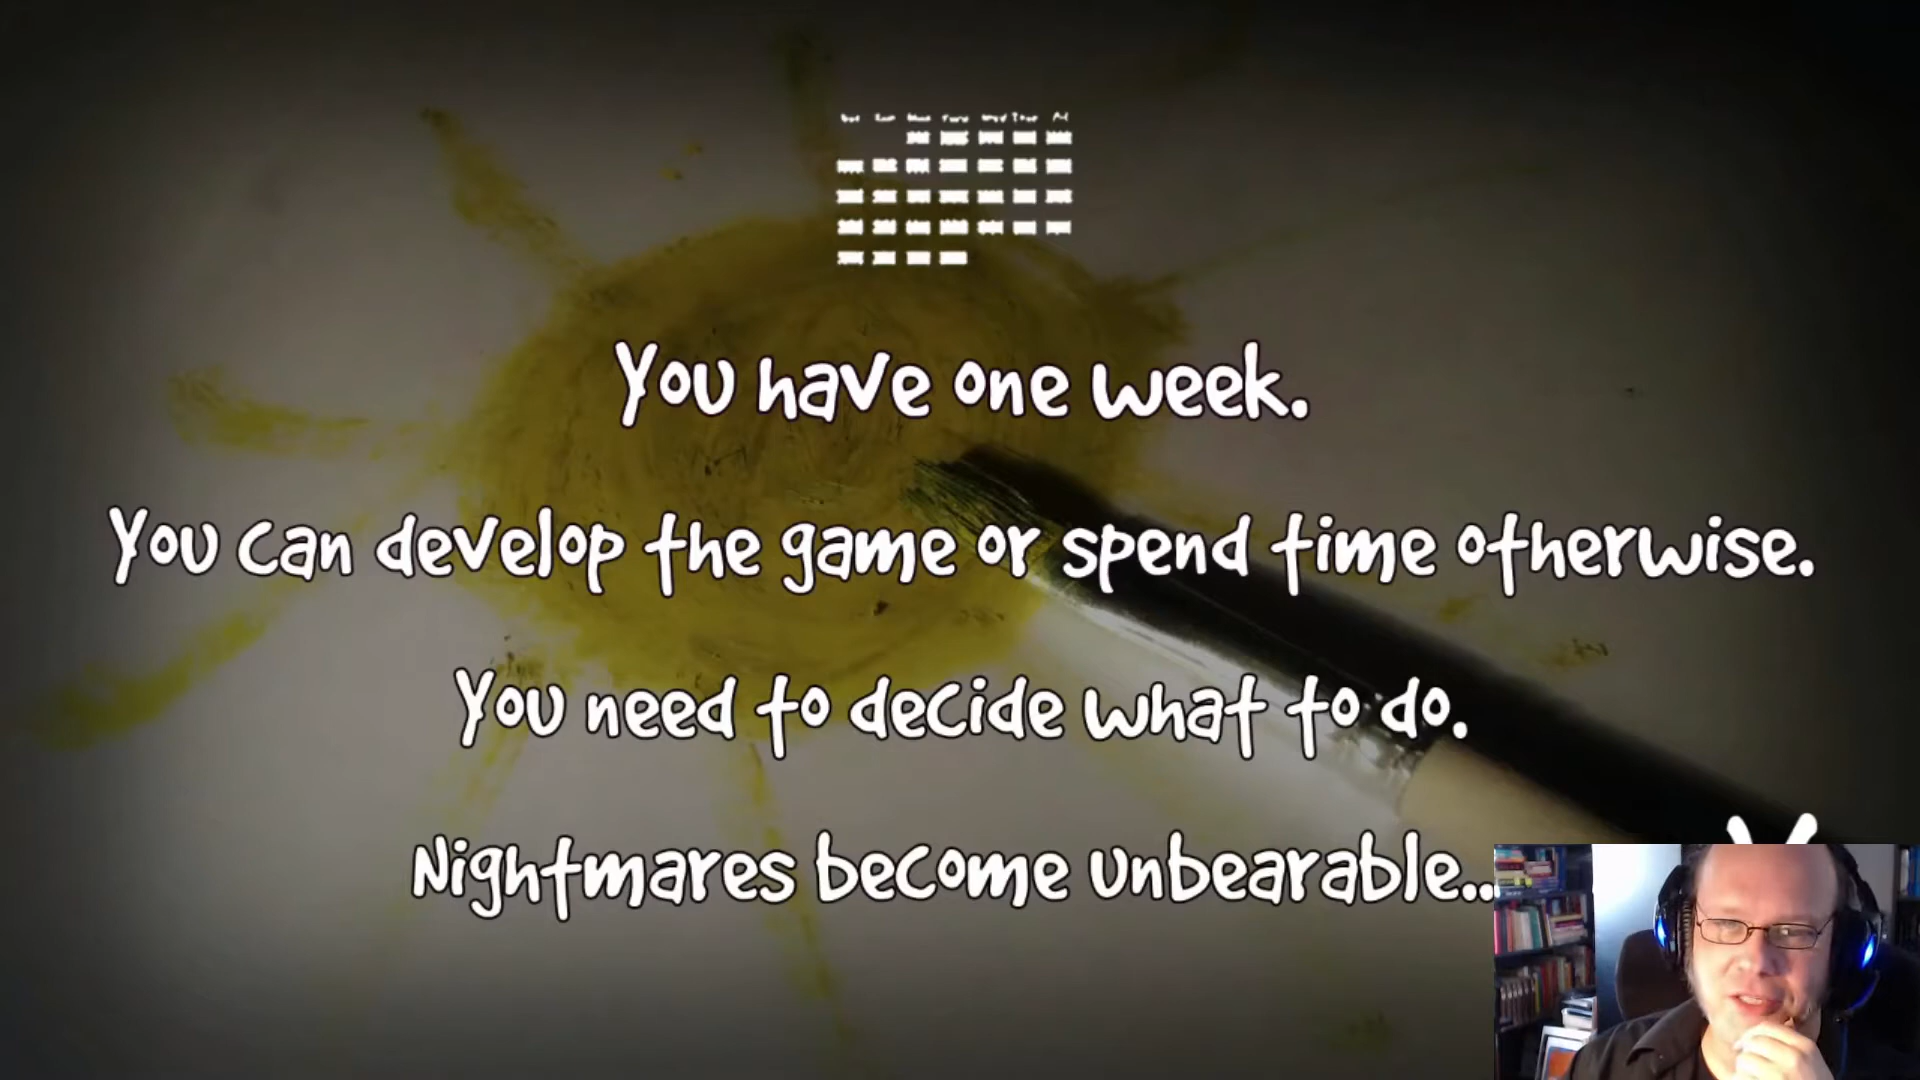 You have one week.
You can develop the game or spend time otherwise.
You need to decide what to do.
Nightmares become unbearable...